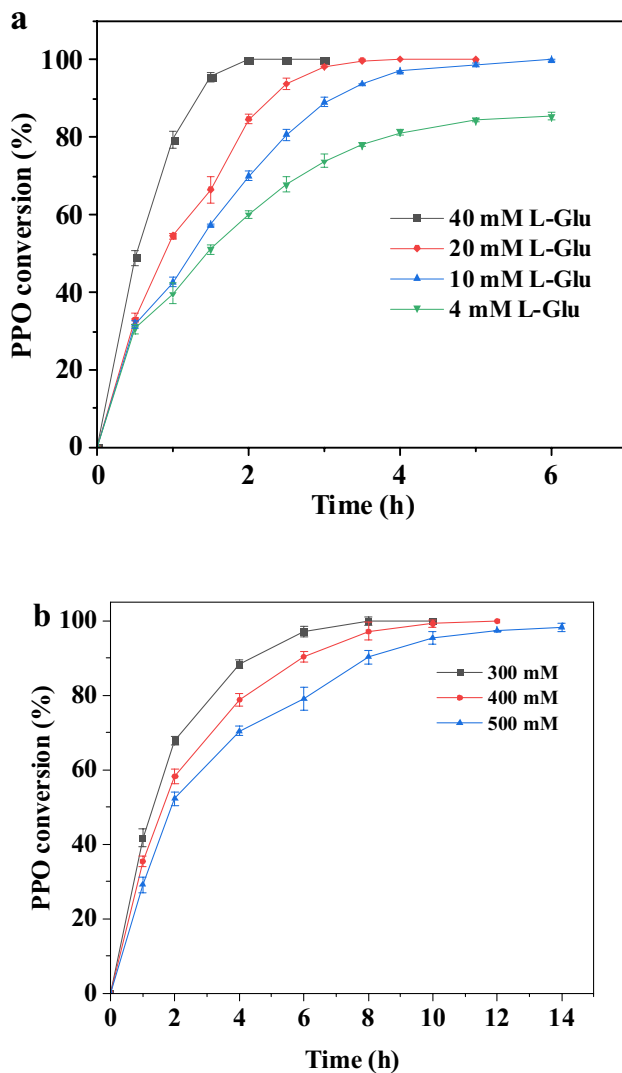 a
100
80
60
40
20
0
PPO conversion (%)
40 mM L-Glu
20 mM L-Glu
10 mM L-Glu
4 mM L-Glu
0 2 4 6
Time (h)
b
100
80
60
40
20
0
PPO conversion (%)
300 mM
400 mM
500 mM
0 2 4 6 8 10 12 14
Time (h)